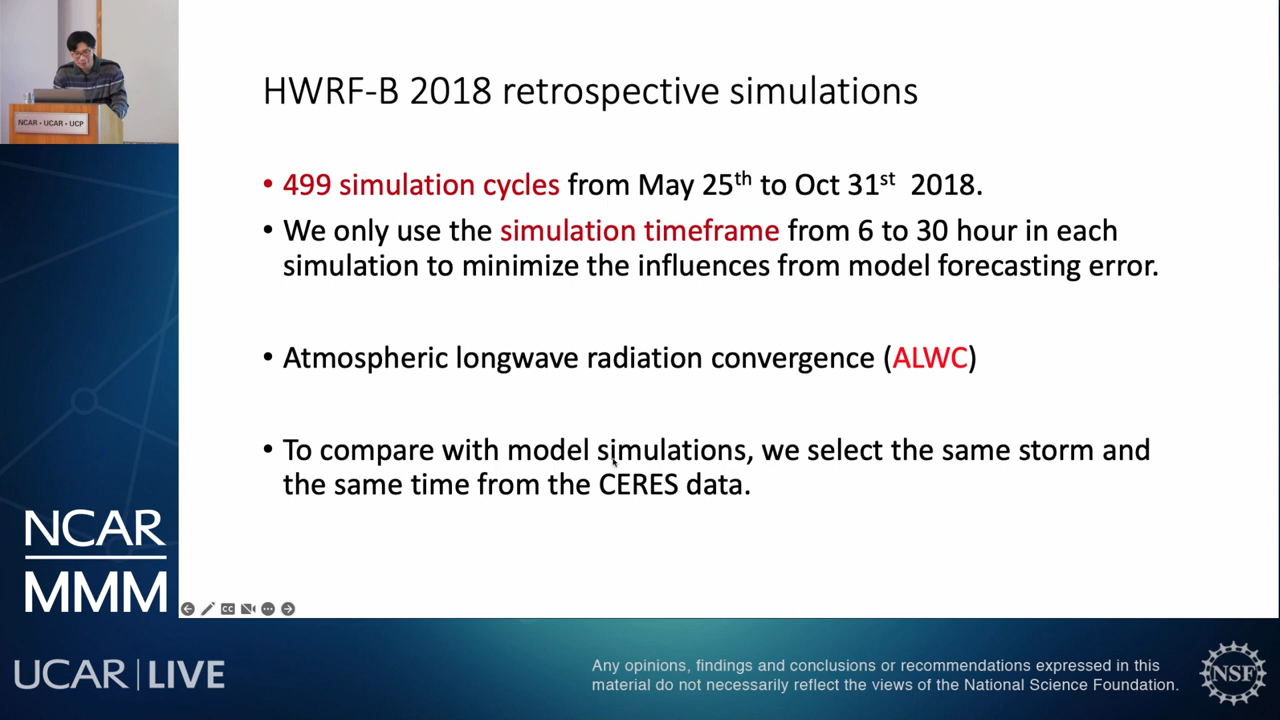 NCAR • UCAR • UCP
HWRF-B 2018 retrospective simulations
• 499 simulation cycles from May 25th to Oct 31st 2018.
• We only use the simulation timeframe from 6 to 30 hour in each
simulation to minimize the influences from model forecasting error.
• Atmospheric longwave radiation convergence (ALWC)
• To compare with model simulations, we select the same storm and
the same time from the CERES data.
NCAR
MMM
CC
UCAR | LIVE
Any opinions, findings and conclusions or recommendations expressed in this
material do not necessarily reflect the views of the National Science Foundation.
NSF